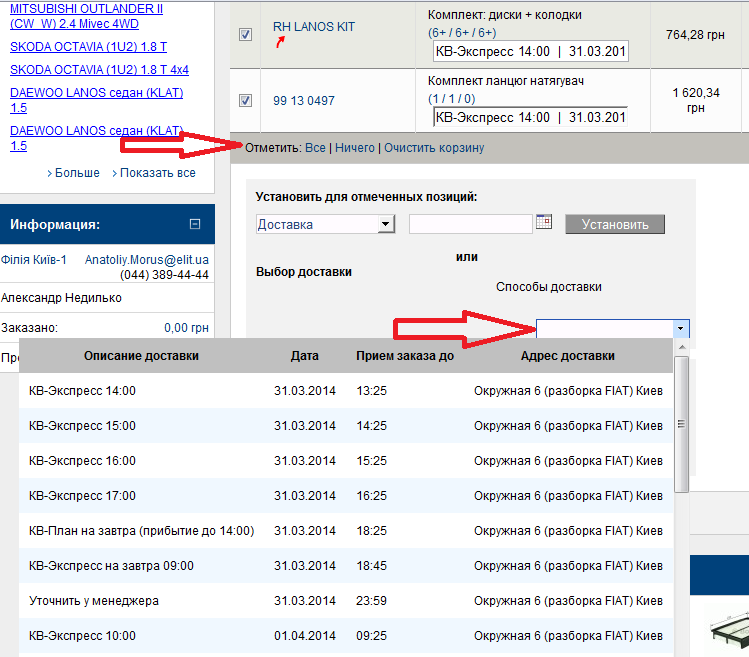 MITSUBISHI OUTLANDER II
(CW_W) 2.4 Mivec 4WD
SKODA OCTAVIA (1U2) 1.8 T
SKODA OCTAVIA (1U2) 1.8 T 4x4
DAEWOO LANOS седан (KLAT)
1.5
DAEWOO LANOS седан (KLAT)
1.5
Больше
Показать все
RH LANOS KIT
Комплект: диски + колодки
(6+ / 6+ / 6+)
КВ-Экспресс 14:00 | 31.03.201
764,28 грн
99 13 0497
Комплект ланцюг натягувач
(1 / 1 / 0)
КВ-Экспресс 14:00 | 31.03.201
1 620,34
грн
Отметить: Все | Ничего | Очистить корзину
Установить для отмеченных позиций:
Доставка
Установить
или
Выбор доставки
Способы доставки
Информация:
Філія Київ-1 Anatoliy.Morus@elit.ua
(044) 389-44-44
Александр Недилько
Заказано: 0,00 грн
Описание доставки Дата Прием заказа до Адрес доставки
КВ-Экспресс 14:00 31.03.2014 13:25 Окружная 6 (разборка FIAT) Киев
КВ-Экспресс 15:00 31.03.2014 14:25 Окружная 6 (разборка FIAT) Киев
КВ-Экспресс 16:00 31.03.2014 15:25 Окружная 6 (разборка FIAT) Киев
КВ-Экспресс 17:00 31.03.2014 16:25 Окружная 6 (разборка FIAT) Киев
КВ-План на завтра (прибытие до 14:00) 31.03.2014 18:25 Окружная 6 (разборка FIAT) Киев
КВ-Экспресс на завтра 09:00 31.03.2014 18:45 Окружная 6 (разборка FIAT) Киев
Уточнить у менеджера 31.03.2014 23:59 Окружная 6 (разборка FIAT) Киев
КВ-Экспресс 10:00 01.04.2014 09:25 Окружная 6 (разборка FIAT) Киев